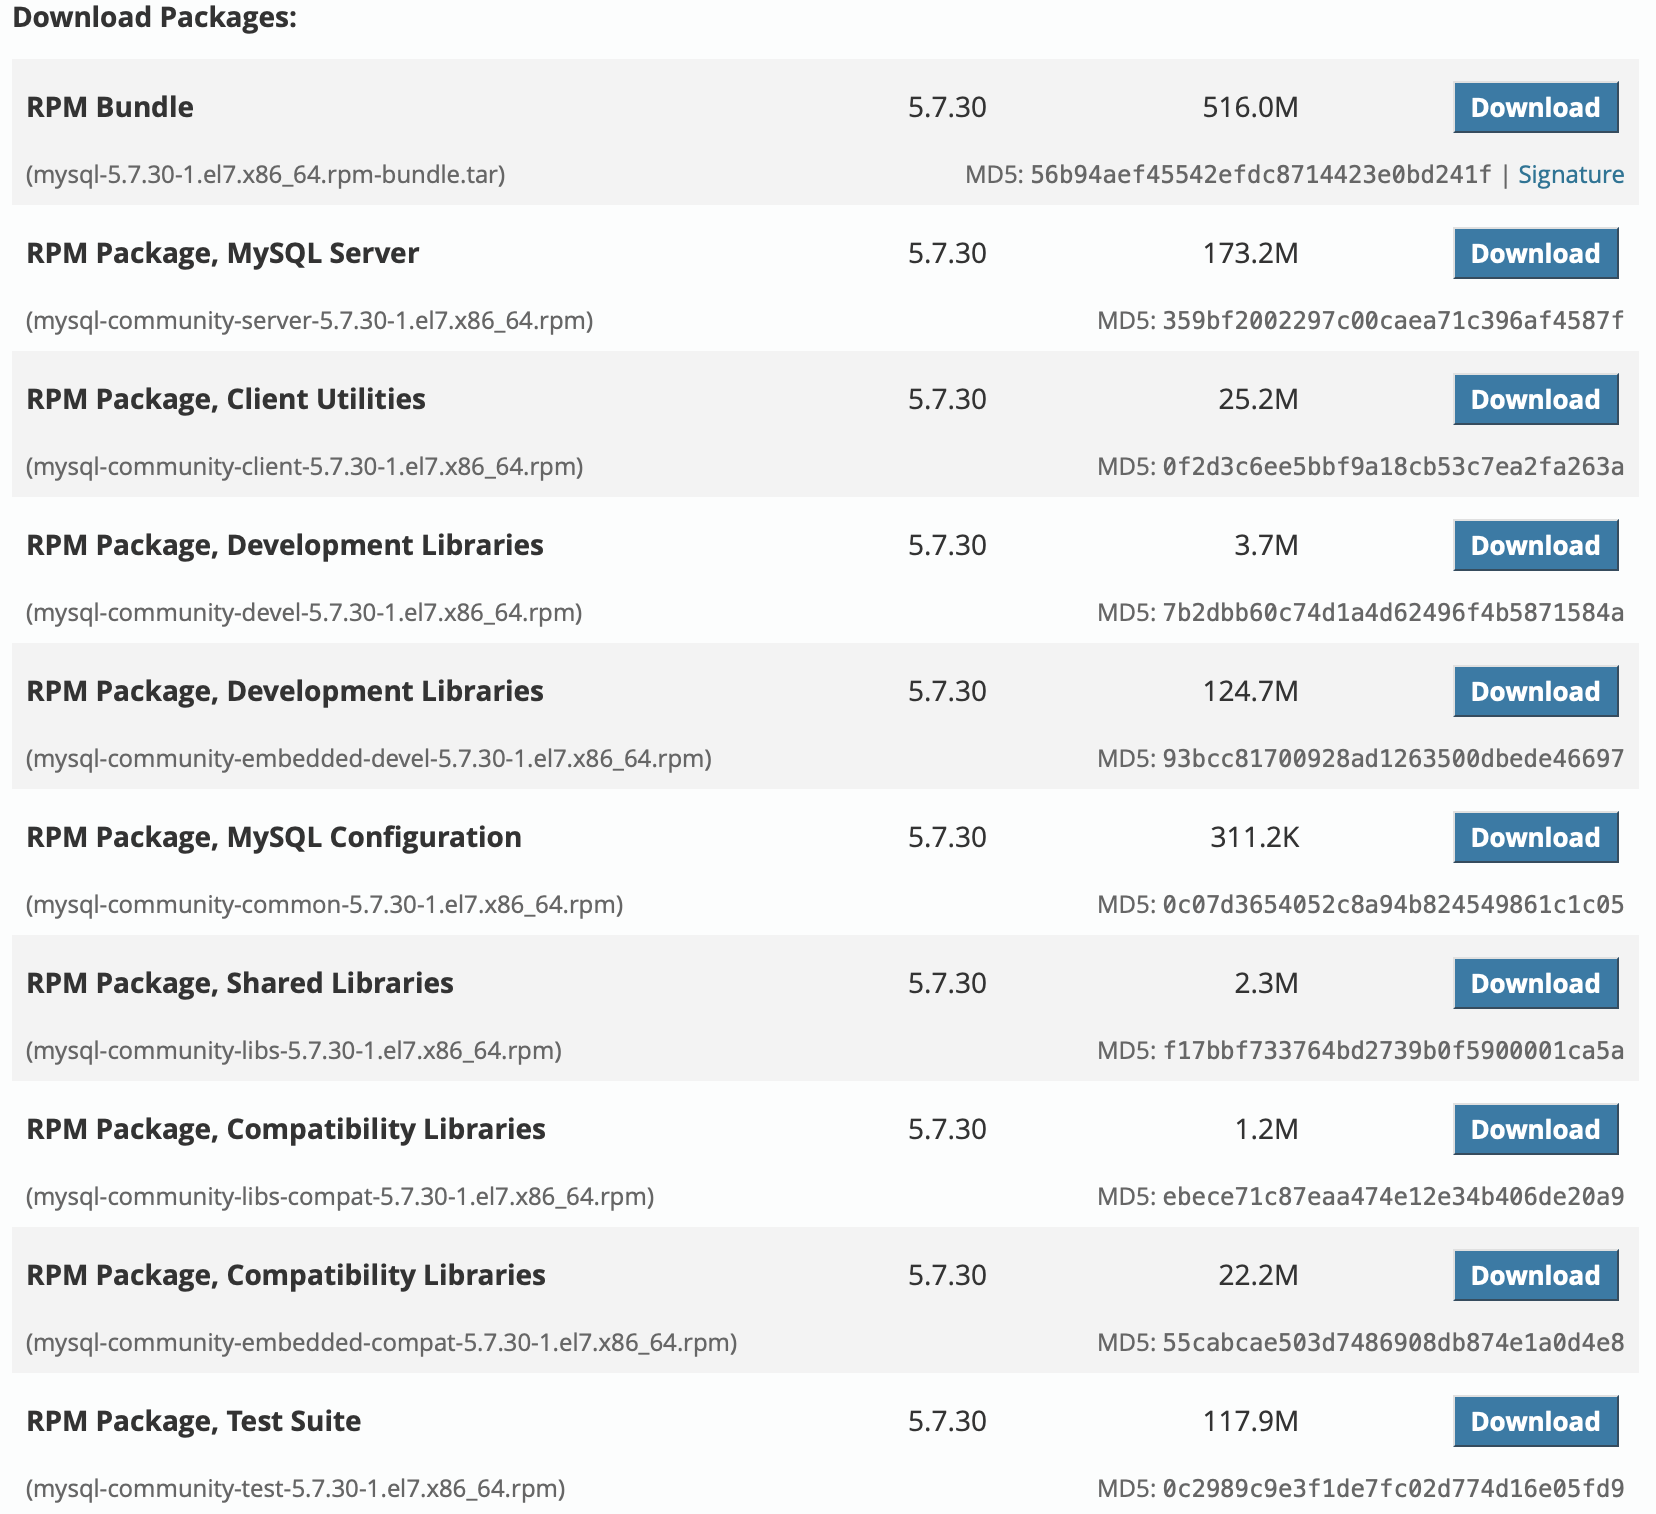 Download Packages:
RPM Bundle 5.7.30 516.0M Download
(mysql-5.7.30-1.el7.x86_64.rpm-bundle.tar) MD5: 56b94aef45542efdc8714423e0bd241f | Signature
RPM Package, MySQL Server 5.7.30 173.2M Download
(mysql-community-server-5.7.30-1.el7.x86_64.rpm) MD5: 359bf2002297c00caea71c396af4587f
RPM Package, Client Utilities 5.7.30 25.2M Download
(mysql-community-client-5.7.30-1.el7.x86_64.rpm) MD5: 0f2d3c6ee5bbf9a18cb53c7ea2fa263a
RPM Package, Development Libraries 5.7.30 3.7M Download
(mysql-community-devel-5.7.30-1.el7.x86_64.rpm) MD5: 7b2dbb60c74d1a4d62496f4b5871584a
RPM Package, Development Libraries 5.7.30 124.7M Download
(mysql-community-embedded-devel-5.7.30-1.el7.x86_64.rpm) MD5: 93bcc81700928ad1263500dbede46697
RPM Package, MySQL Configuration 5.7.30 311.2K Download
(mysql-community-common-5.7.30-1.el7.x86_64.rpm) MD5: 0c07d3654052c8a94b824549861c1c05
RPM Package, Shared Libraries 5.7.30 2.3M Download
(mysql-community-libs-5.7.30-1.el7.x86_64.rpm) MD5: f17bbf733764bd2739b0f5900001ca5a
RPM Package, Compatibility Libraries 5.7.30 1.2M Download
(mysql-community-libs-compat-5.7.30-1.el7.x86_64.rpm) MD5: ebece71c87eaa474e12e34b406de20a9
RPM Package, Compatibility Libraries 5.7.30 22.2M Download
(mysql-community-embedded-compat-5.7.30-1.el7.x86_64.rpm) MD5: 55cabcae503d7486908db874e1a0d4e8
RPM Package, Test Suite 5.7.30 117.9M Download
(mysql-community-test-5.7.30-1.el7.x86_64.rpm) MD5: 0c2989c9e3f1de7fc02d774d16e05fd9